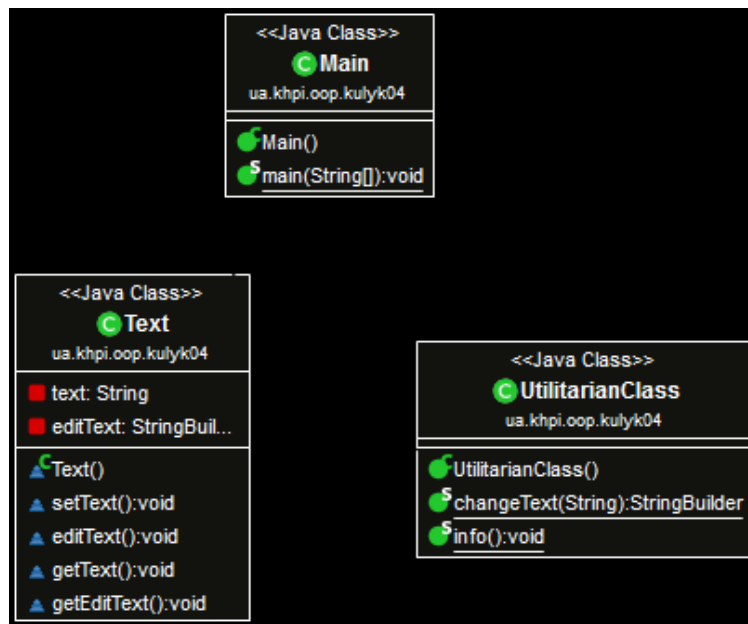 <<Java Class>>
C Main
ua.khpi.oop.kulyk04
C Main()
S main(String[]):void
<<Java Class>>
C Text
ua.khpi.oop.kulyk04
text: String
editText: StringBuil...
C Text()
setText():void
editText():void
getText():void
getEditText():void
<<Java Class>>
C UtilitarianClass
ua.khpi.oop.kulyk04
C UtilitarianClass()
S changeText(String):StringBuilder
S info():void